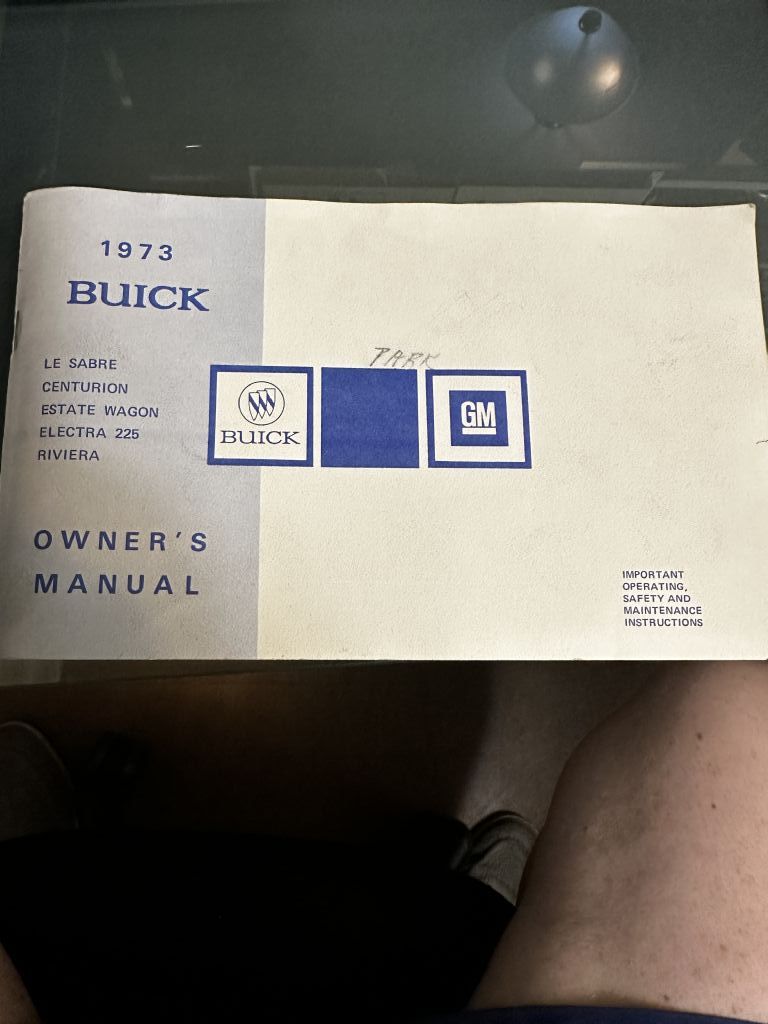 1973
BUICK
LE SABRE
CENTURION
ESTATE WAGON
ELECTRA 225
RIVIERA
OWNER'S
MANUAL
PARK
BUICK
GM
IMPORTANT
OPERATING,
SAFETY AND
MAINTENANCE
INSTRUCTIONS